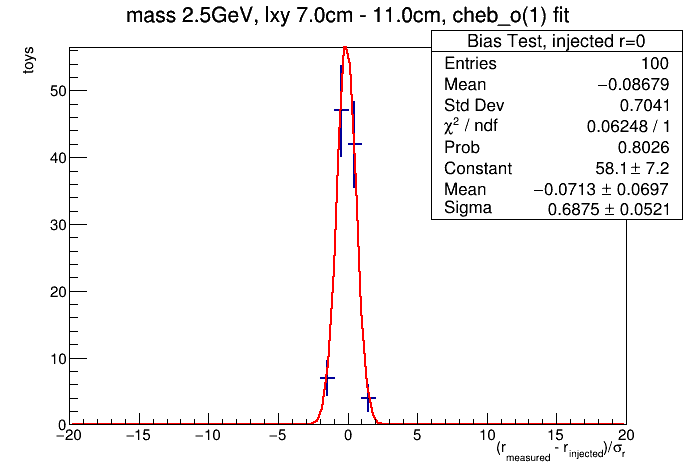 mass 2.5GeV, lxy 7.0cm - 11.0cm, cheb_o(1) fit
toys
Bias Test, injected r=0
Entries 100
Mean −0.08679
Std Dev 0.7041
χ² / ndf 0.06248 / 1
Prob 0.8026
Constant 58.1 ± 7.2
Mean −0.0713 ± 0.0697
Sigma 0.6875 ± 0.0521
50
40
30
20
10
0
−20 −15 −10 −5 0 5 10 15 20
(r_measured - r_injected)/σ_r